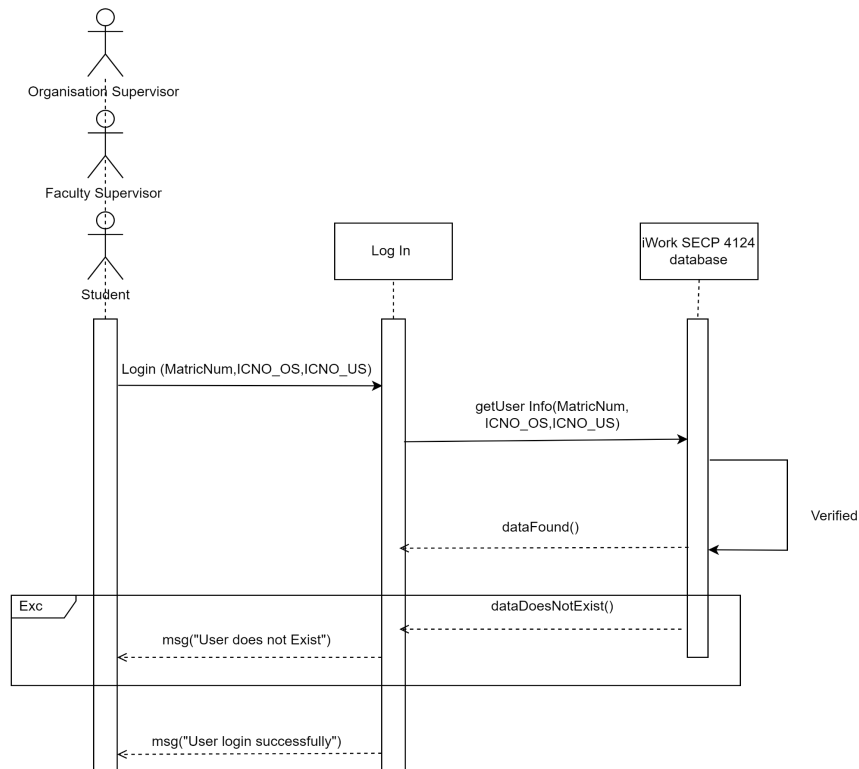 Organisation Supervisor
Faculty Supervisor
Student
Log In
iWork SECP 4124
database
Login (MatricNum,ICNO_OS,ICNO_US)
getUser Info(MatricNum,
ICNO_OS,ICNO_US)
Verified
dataFound()
Exc
dataDoesNotExist()
msg("User does not Exist")
msg("User login successfully")